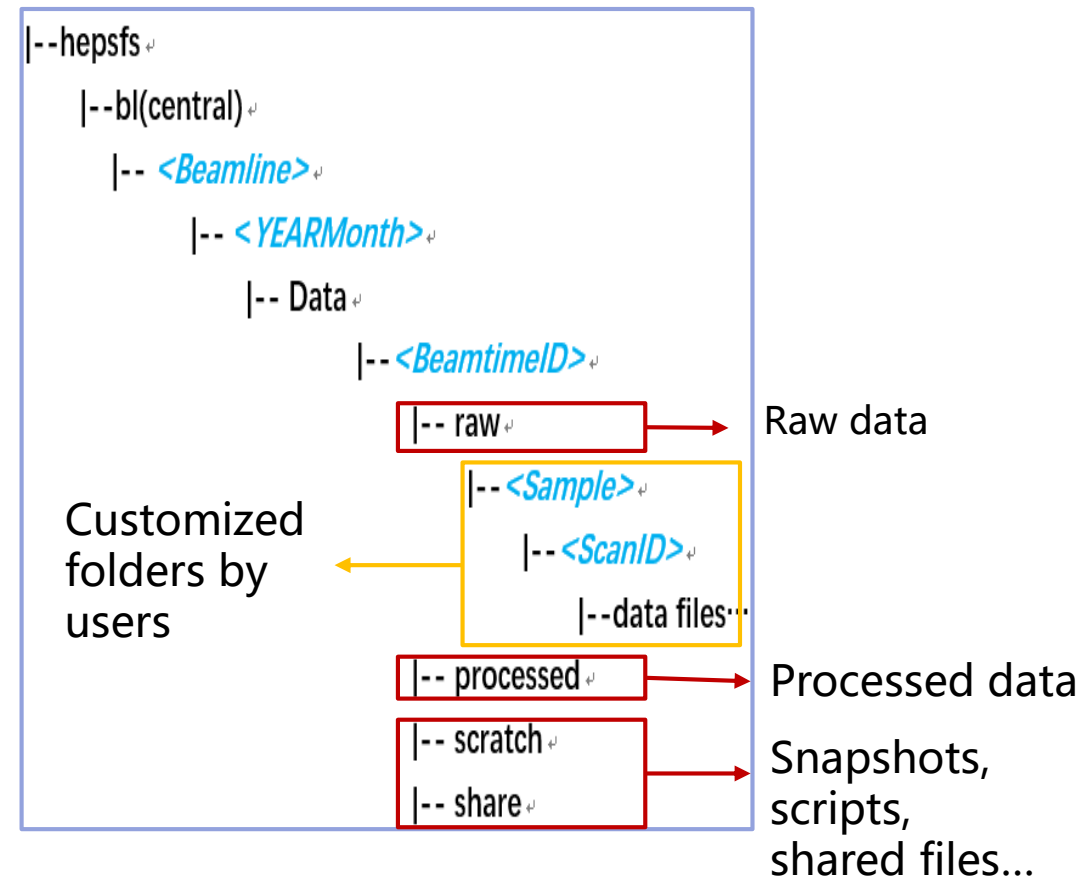 |--hepsfs
|--bl(central)
|-- <Beamline>
|-- <YEARMonth>
|-- Data
|--<BeamtimeID>
|-- raw
Raw data
|--<Sample>
|--<ScanID>
|--data files…
Customized
folders by
users
|-- processed
Processed data
|-- scratch
|-- share
Snapshots,
scripts,
shared files...